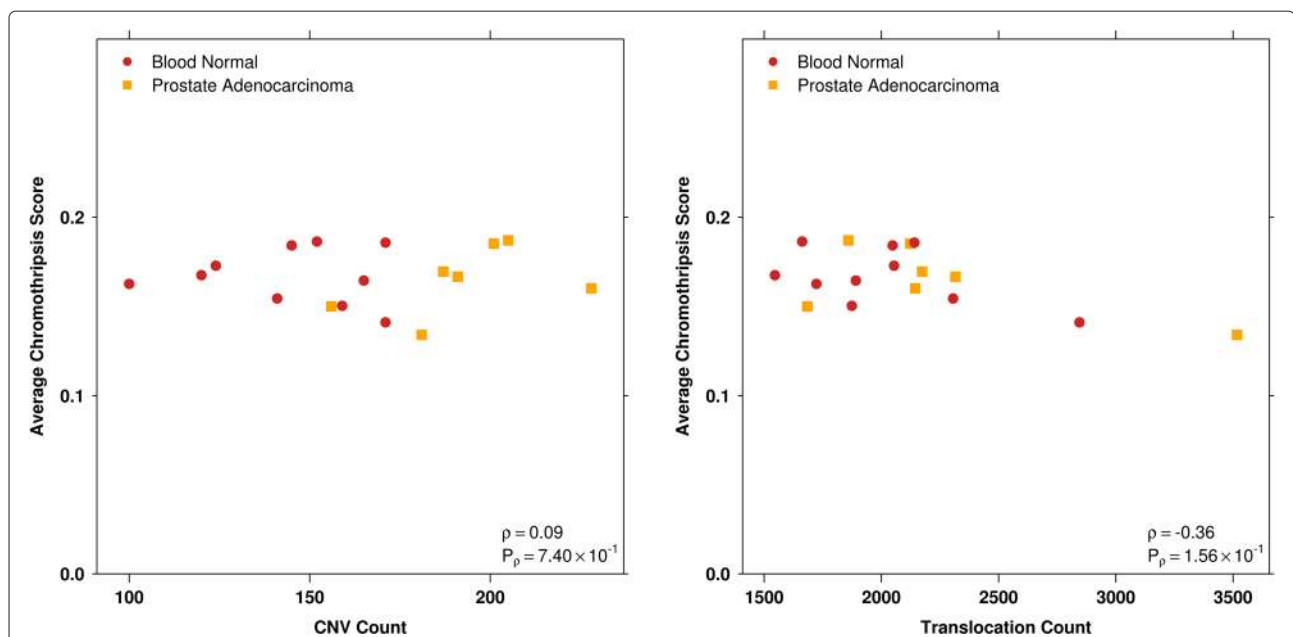 Blood Normal
Prostate Adenocarcinoma
Average Chromothripsis Score
0.2
0.1
0.0
ρ = 0.09
Pρ = 7.40 × 10⁻¹
100 150 200
CNV Count
Blood Normal
Prostate Adenocarcinoma
Average Chromothripsis Score
0.2
0.1
0.0
ρ = -0.36
Pρ = 1.56 × 10⁻¹
1500 2000 2500 3000 3500
Translocation Count